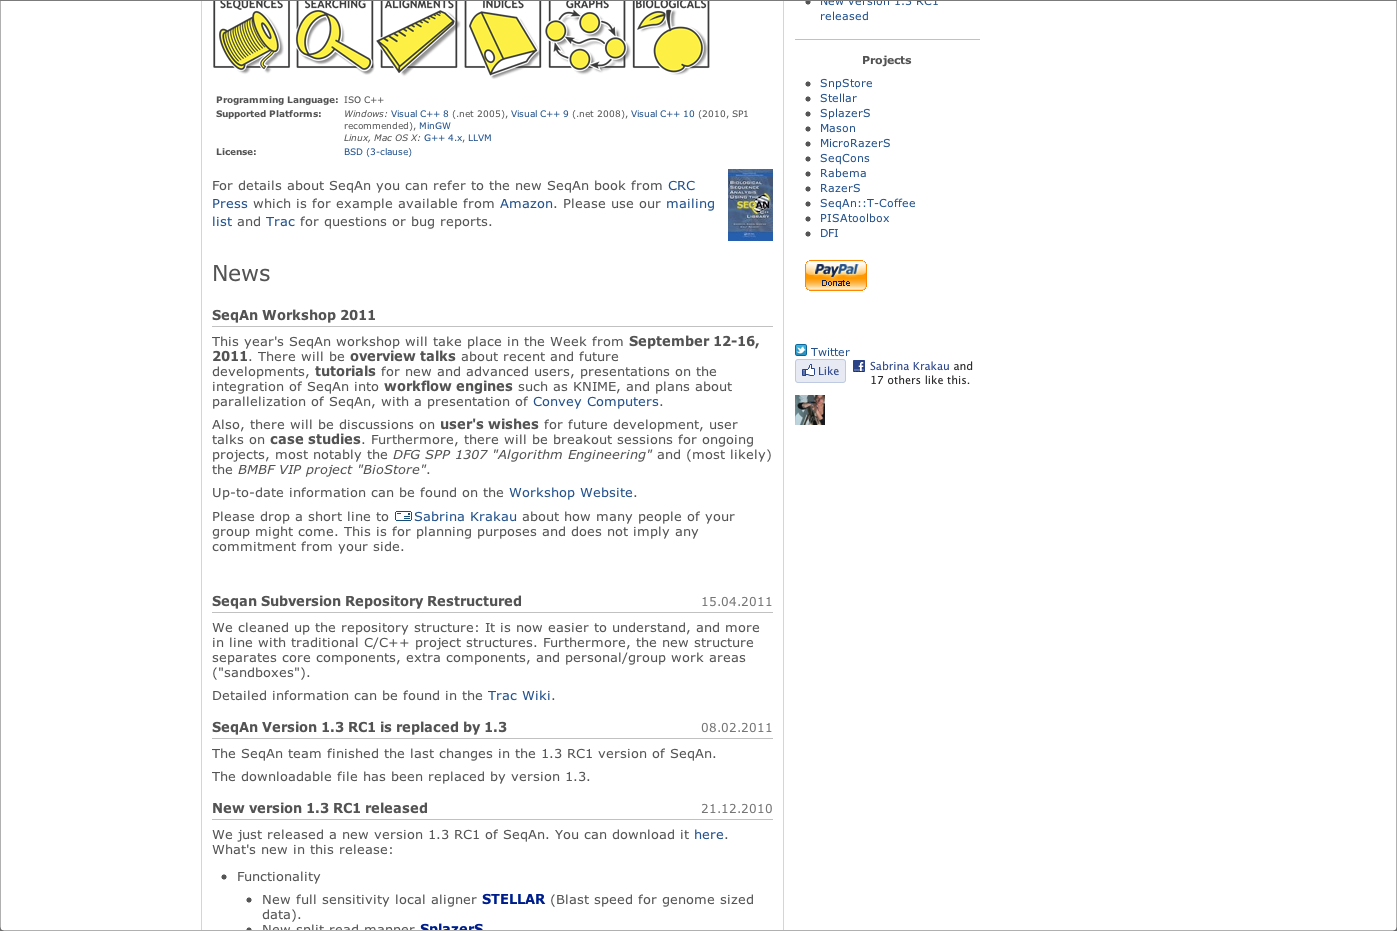 SEQUENCES SEARCHING ALIGNMENTS INDICES GRAPHS BIOLOGICALS
Programming Language: ISO C++
Supported Platforms: Windows: Visual C++ 8 (.net 2005), Visual C++ 9 (.net 2008), Visual C++ 10 (2010, SP1
recommended), MinGW
Linux, Mac OS X: G++ 4.x, LLVM
License: BSD (3-clause)
For details about SeqAn you can refer to the new SeqAn book from CRC
Press which is for example available from Amazon. Please use our mailing
list and Trac for questions or bug reports.
BIOLOGICAL
SEQUENCE
ANALYSIS
USING THE
SEQAN
C++
LIBRARY
News
SeqAn Workshop 2011
This year's SeqAn workshop will take place in the Week from September 12-16,
2011. There will be overview talks about recent and future
developments, tutorials for new and advanced users, presentations on the
integration of SeqAn into workflow engines such as KNIME, and plans about
parallelization of SeqAn, with a presentation of Convey Computers.
Also, there will be discussions on user's wishes for future development, user
talks on case studies. Furthermore, there will be breakout sessions for ongoing
projects, most notably the DFG SPP 1307 "Algorithm Engineering" and (most likely)
the BMBF VIP project "BioStore".
Up-to-date information can be found on the Workshop Website.
Please drop a short line to Sabrina Krakau about how many people of your
group might come. This is for planning purposes and does not imply any
commitment from your side.
Seqan Subversion Repository Restructured 15.04.2011
We cleaned up the repository structure: It is now easier to understand, and more
in line with traditional C/C++ project structures. Furthermore, the new structure
separates core components, extra components, and personal/group work areas
("sandboxes").
Detailed information can be found in the Trac Wiki.
SeqAn Version 1.3 RC1 is replaced by 1.3 08.02.2011
The SeqAn team finished the last changes in the 1.3 RC1 version of SeqAn.
The downloadable file has been replaced by version 1.3.
New version 1.3 RC1 released 21.12.2010
We just released a new version 1.3 RC1 of SeqAn. You can download it here.
What's new in this release:
Functionality
New full sensitivity local aligner STELLAR (Blast speed for genome sized
data).
New split read mapper SplazerS
New version 1.3 RC1
released
Projects
SnpStore
Stellar
SplazerS
Mason
MicroRazerS
SeqCons
Rabema
RazerS
SeqAn::T-Coffee
PISAtoolbox
DFI
PayPal
Donate
Twitter
Like Sabrina Krakau and
17 others like this.